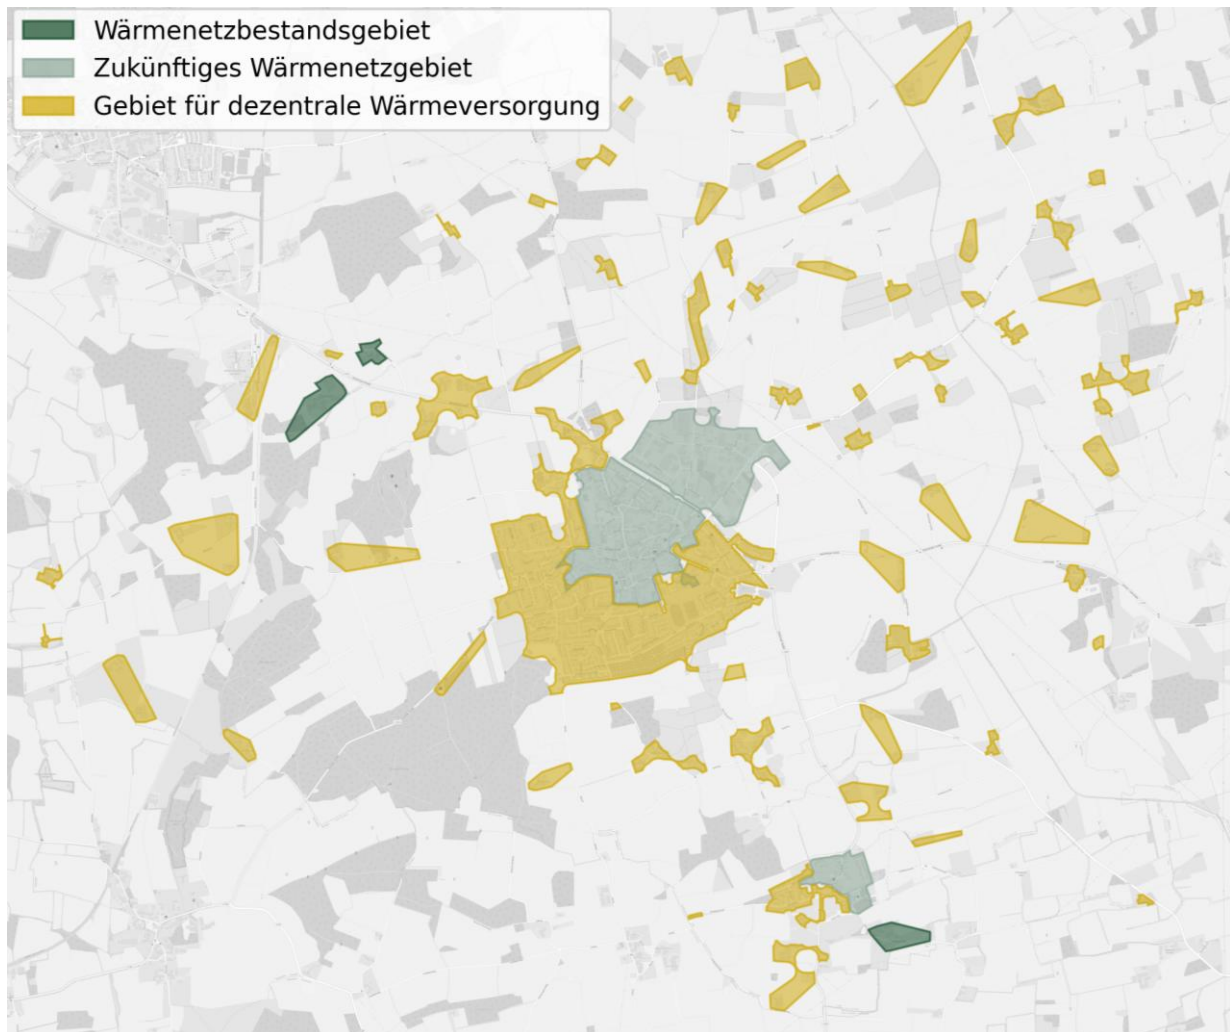 Wärmenetzbestandsgebiet
Zukünftiges Wärmenetzgebiet
Gebiet für dezentrale Wärmeversorgung